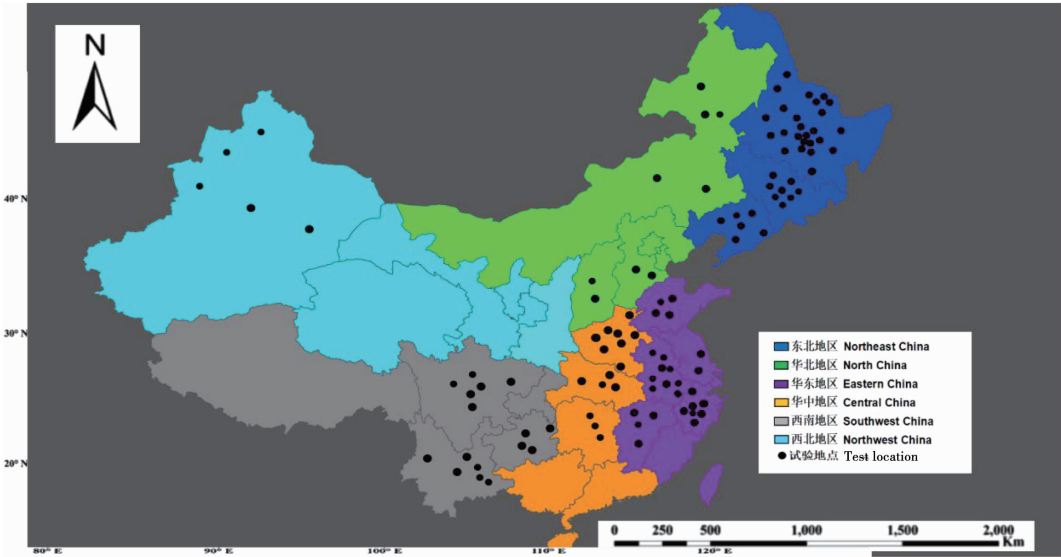 N
40° N
30° N
20° N
东北地区 Northeast China
华北地区 North China
华东地区 Eastern China
华中地区 Central China
西南地区 Southwest China
西北地区 Northwest China
试验地点 Test location
0 250 500 1,000 1,500 2,000
Km
80° E 90° E 100° E 110° E 120° E